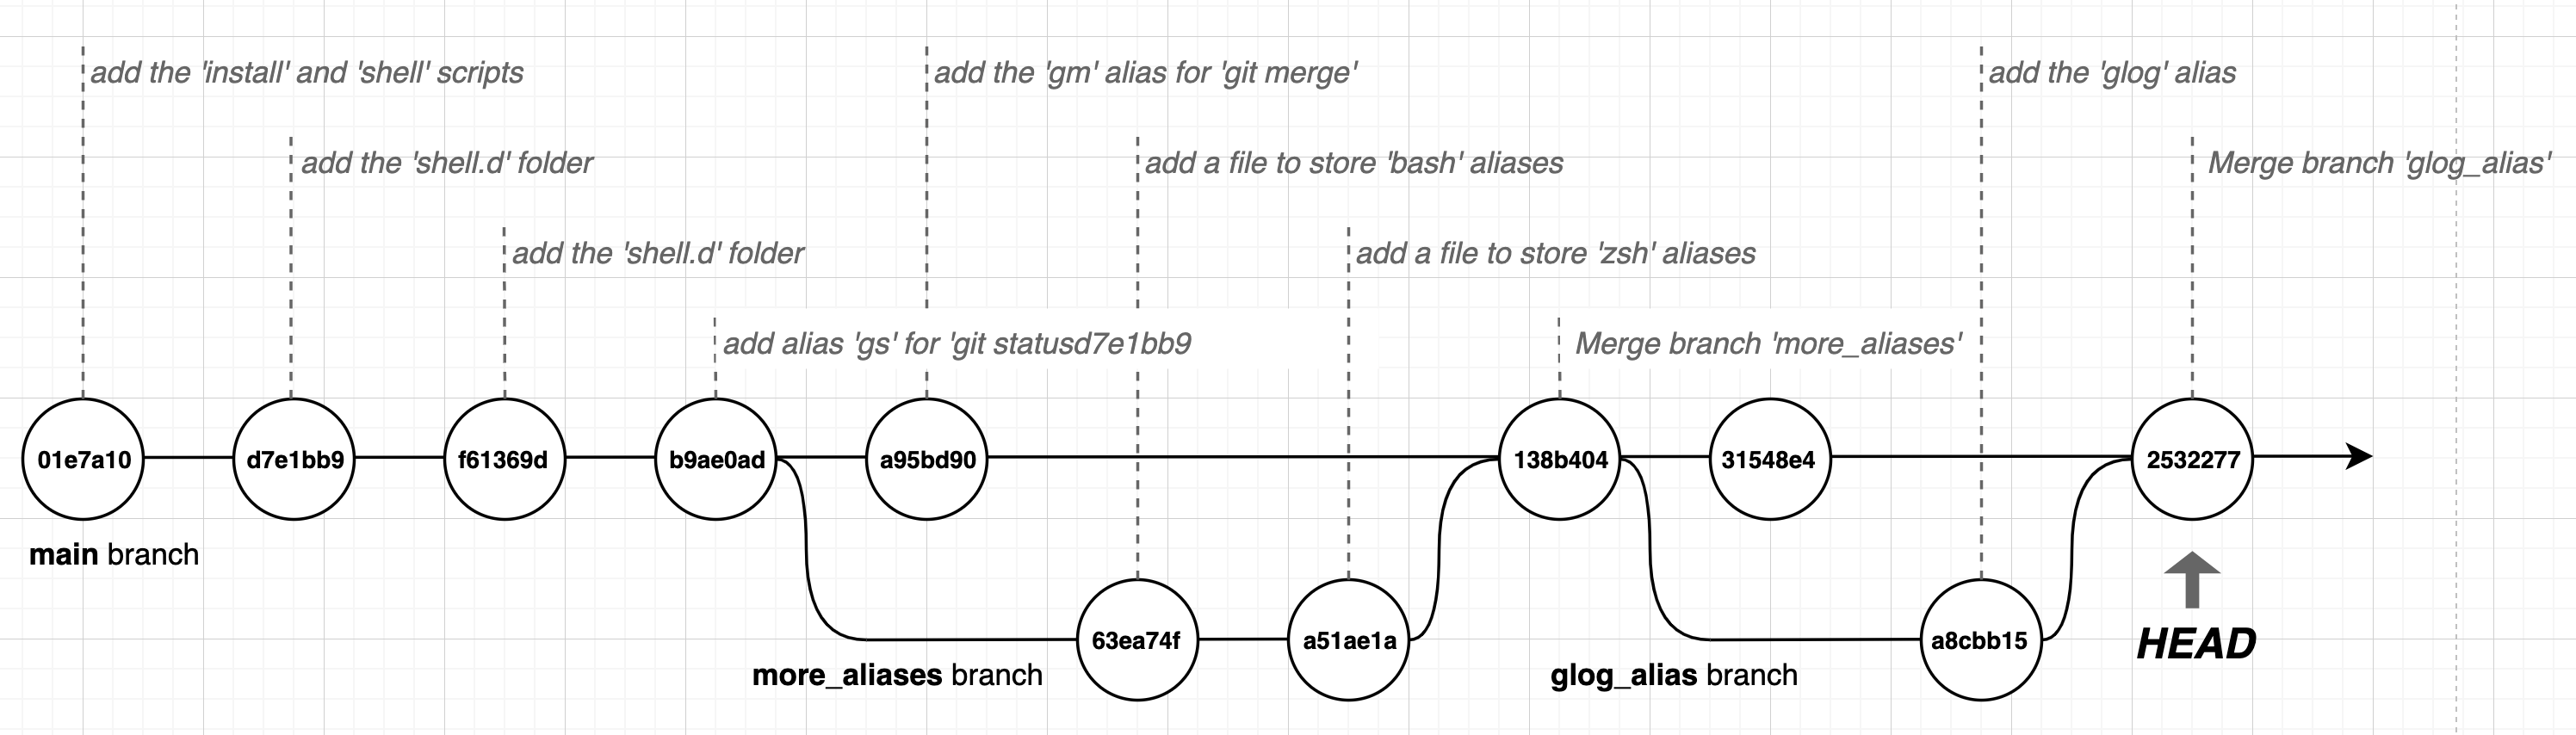 add the 'install' and 'shell' scripts
add the 'gm' alias for 'git merge'
add the 'glog' alias
add the 'shell.d' folder
add a file to store 'bash' aliases
Merge branch 'glog_alias'
add the 'shell.d' folder
add a file to store 'zsh' aliases
add alias 'gs' for 'git statusd7e1bb9
Merge branch 'more_aliases'
01e7a10
d7e1bb9
f61369d
b9ae0ad
a95bd90
138b404
31548e4
2532277
main branch
63ea74f
a51ae1a
a8cbb15
HEAD
more_aliases branch
glog_alias branch